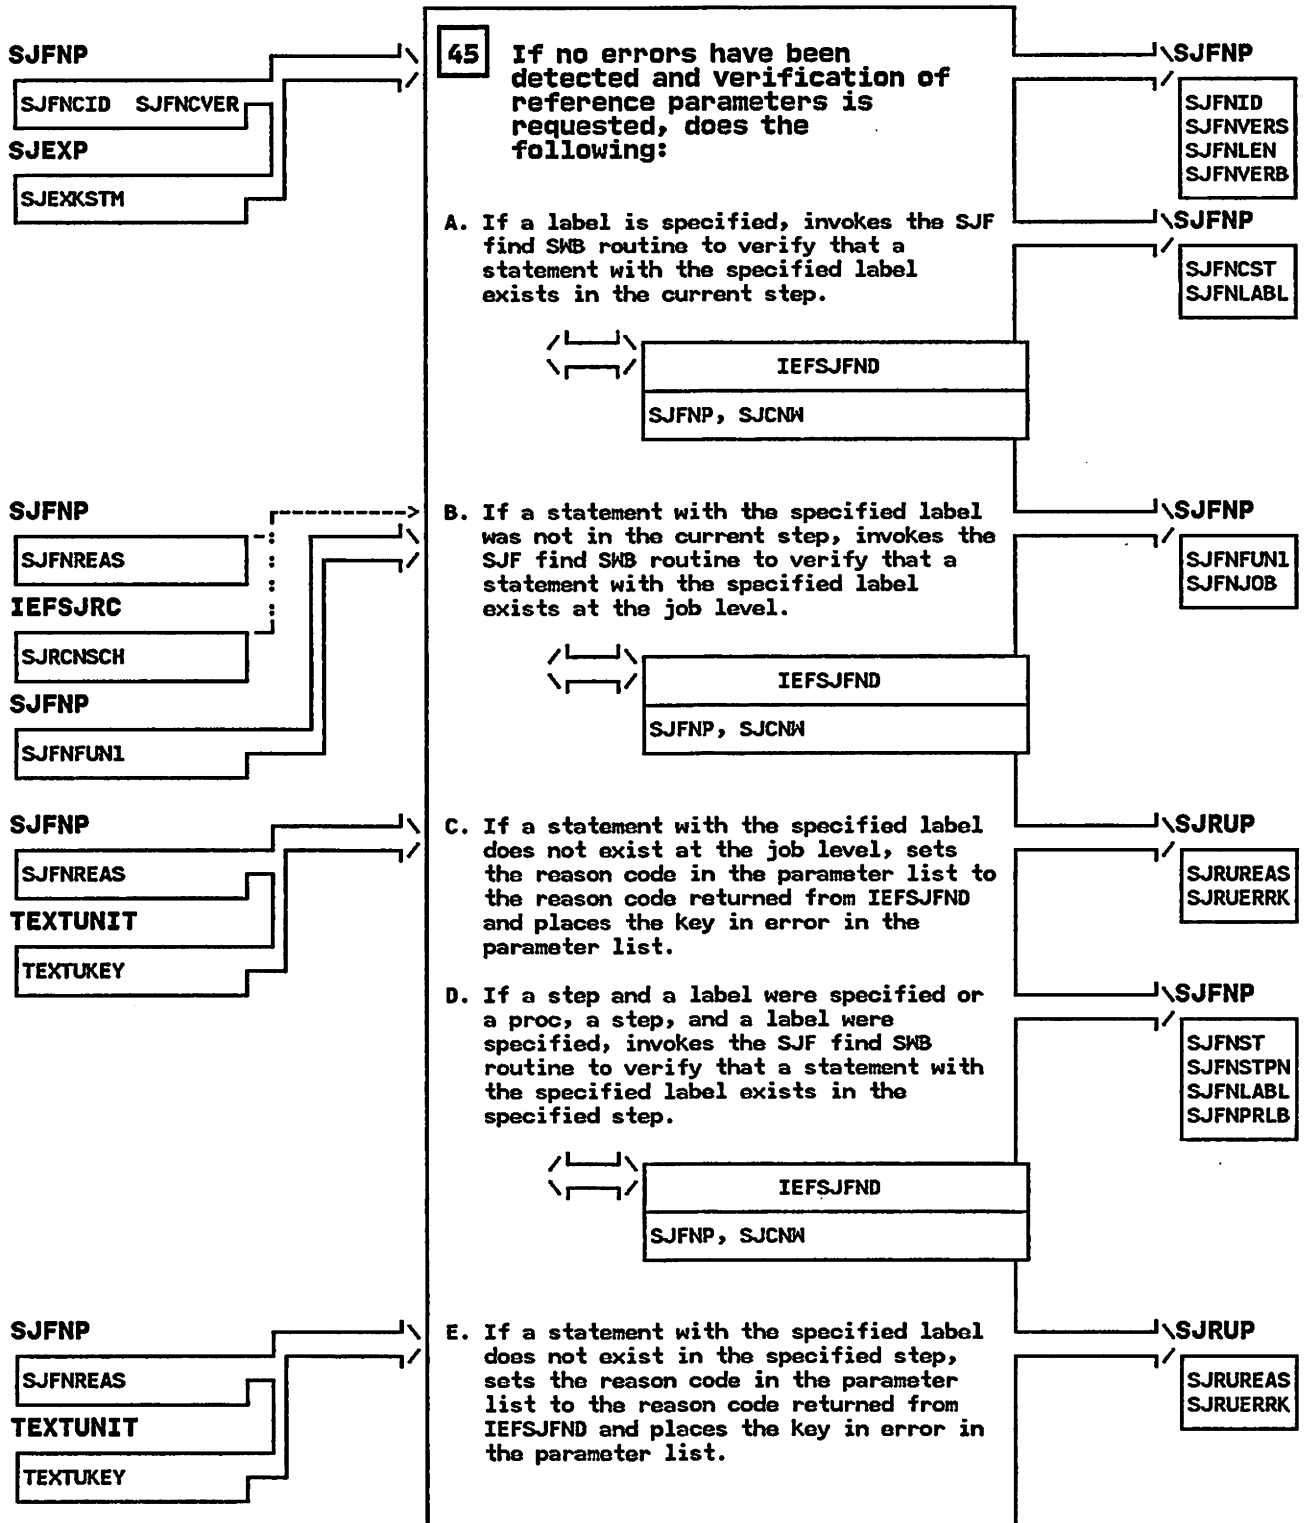 SJFNP
SJFNCID SJFNCVER
SJEXP
SJEXKSTM
45 If no errors have been
detected and verification of
reference parameters is
requested, does the
following:
SJFNP
SJFNID
SJFNVERS
SJFNLEN
SJFNVERB
A. If a label is specified, invokes the SJF
find SWB routine to verify that a
statement with the specified label
exists in the current step.
SJFNP
SJFNCST
SJFNLABL
IEFSJFND
SJFNP, SJCNW
SJFNP
SJFNREAS
IEFSJRC
SJRCNSCH
SJFNP
SJFNFUN1
B. If a statement with the specified label
was not in the current step, invokes the
SJF find SWB routine to verify that a
statement with the specified label
exists at the job level.
SJFNP
SJFNFUN1
SJFNJOB
IEFSJFND
SJFNP, SJCNW
SJFNP
SJFNREAS
TEXTUNIT
TEXTUKEY
C. If a statement with the specified label
does not exist at the job level, sets
the reason code in the parameter list to
the reason code returned from IEFSJFND
and places the key in error in the
parameter list.
SJRUP
SJRUREAS
SJRUERRK
D. If a step and a label were specified or
a proc, a step, and a label were
specified, invokes the SJF find SWB
routine to verify that a statement with
the specified label exists in the
specified step.
SJFNP
SJFNST
SJFNSTPN
SJFNLABL
SJFNPRLB
IEFSJFND
SJFNP, SJCNW
SJFNP
SJFNREAS
TEXTUNIT
TEXTUKEY
E. If a statement with the specified label
does not exist in the specified step,
sets the reason code in the parameter
list to the reason code returned from
IEFSJFND and places the key in error in
the parameter list.
SJRUP
SJRUREAS
SJRUERRK